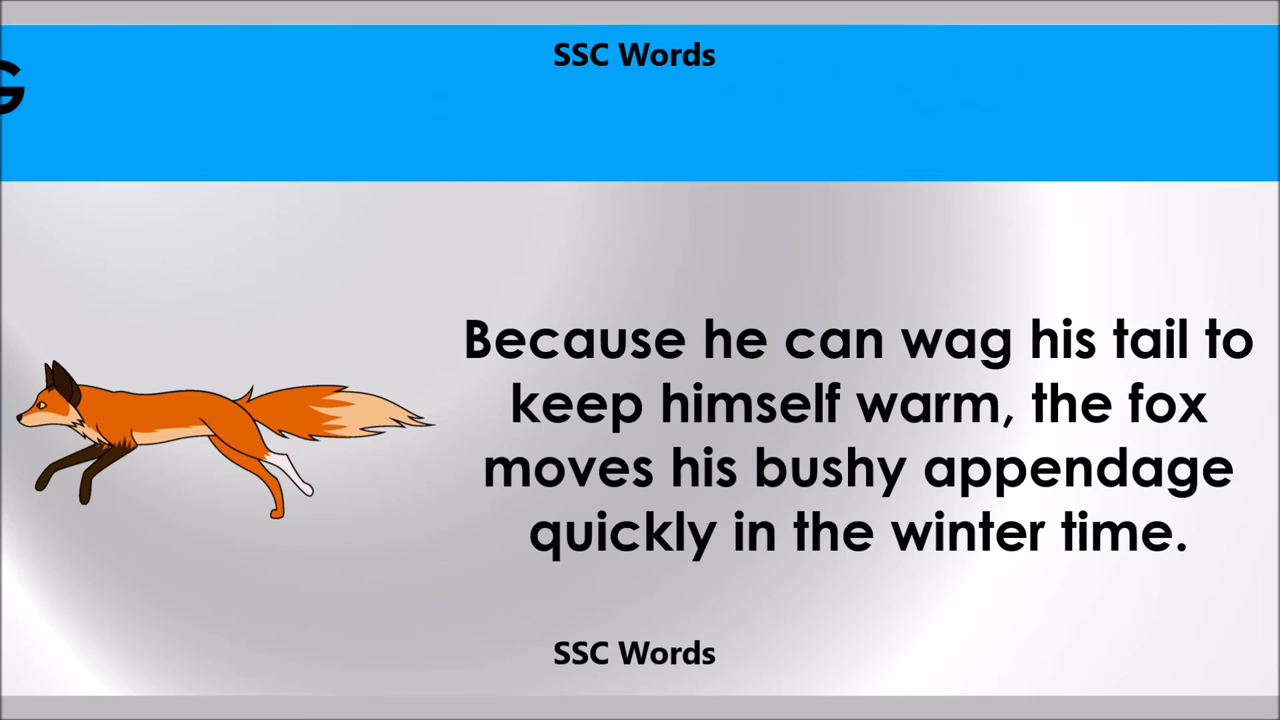 SSC Words
G
Because he can wag his tail to
keep himself warm, the fox
moves his bushy appendage
quickly in the winter time.
SSC Words